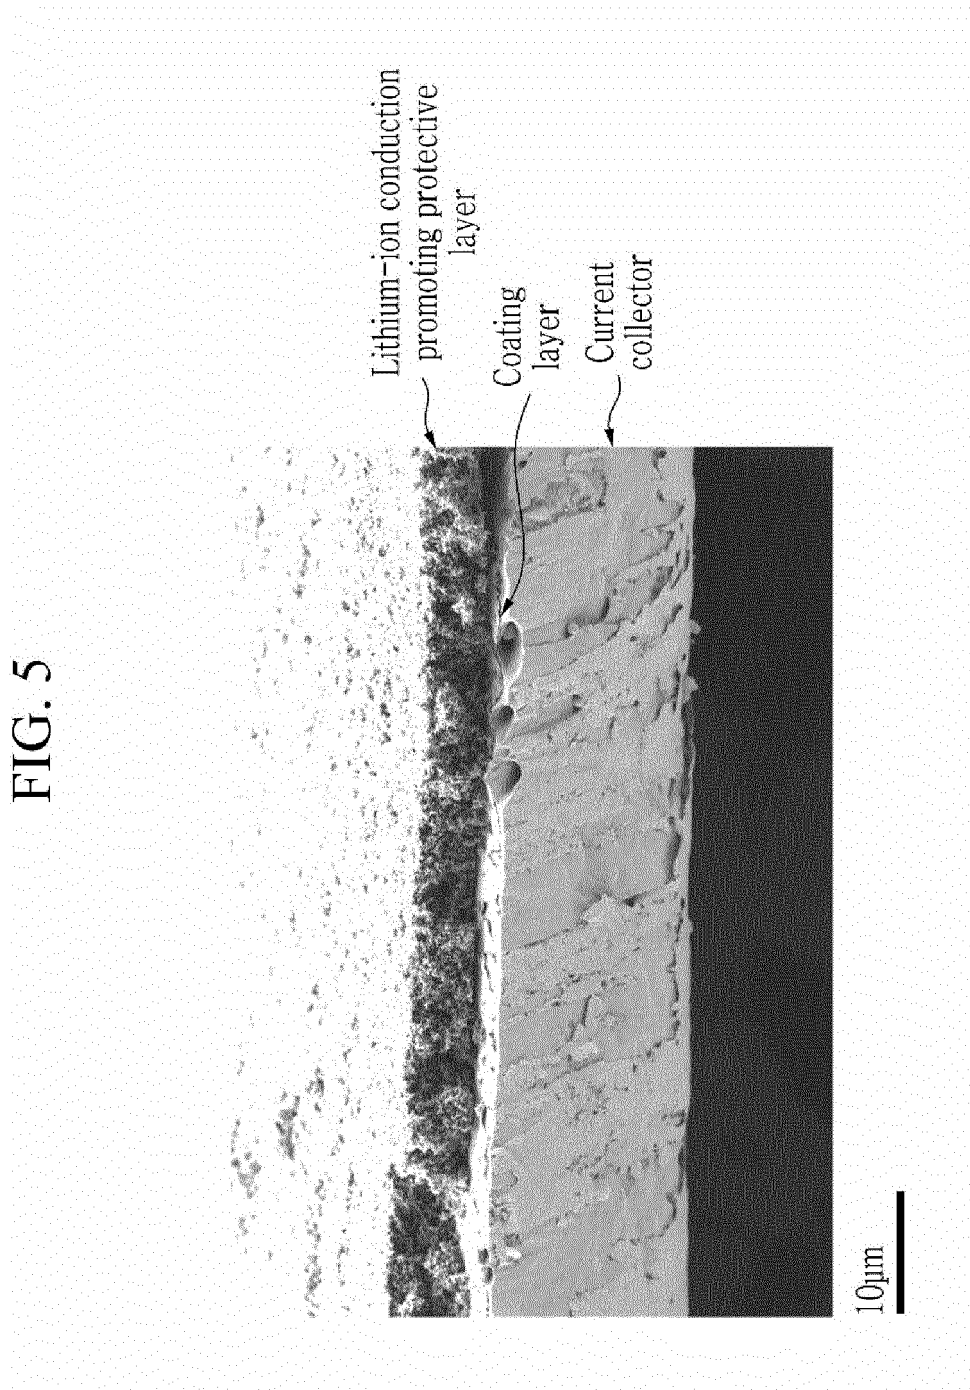 FIG. 5
Lithium-ion conduction
promoting protective
layer
Coating
layer
Current
collector
10μm